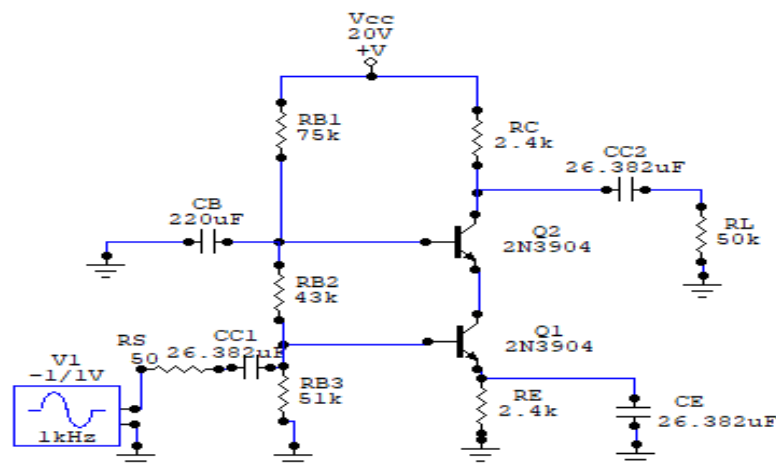 Vcc
20V
+V
RB1
75k
RC
2.4k
CC2
26.382uF
CB
220uF
Q2
2N3904
RL
50k
RB2
43k
RS
50
CC1
26.382uF
Q1
2N3904
V1
-1/1V
1kHz
RB3
51k
RE
2.4k
CE
26.382uF